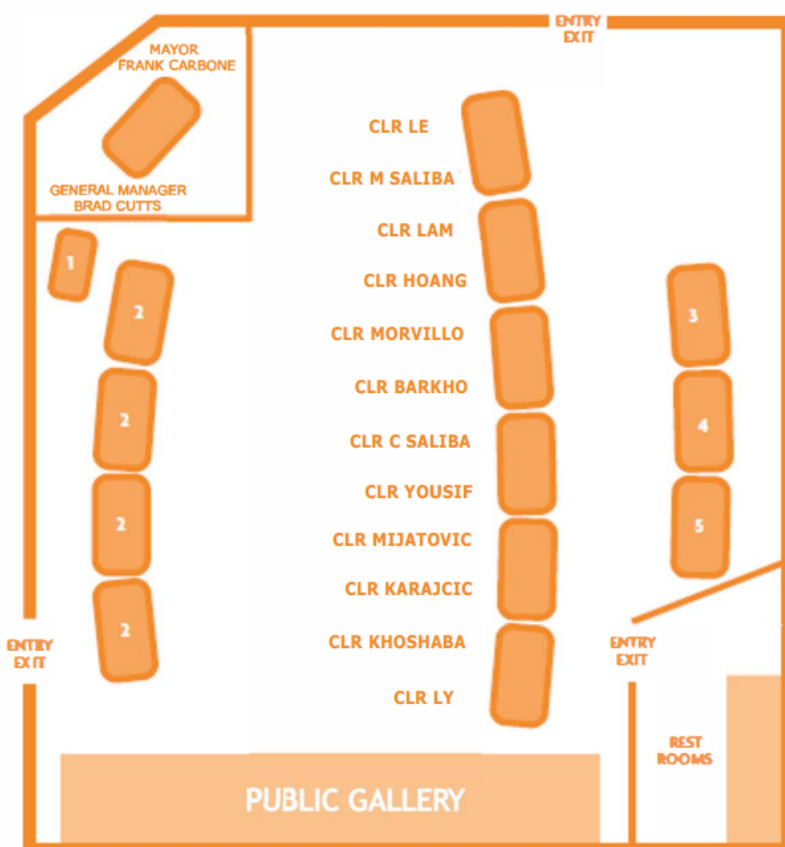 ENTRY
EXIT
MAYOR
FRANK CARBONE
GENERAL MANAGER
BRAD CUTTS
CLR LE
CLR M SALIBA
CLR LAM
CLR HOANG
CLR MORVILLO
CLR BARKHO
CLR C SALIBA
CLR YOUSIF
CLR MIJATOVIC
CLR KARAJCIC
CLR KHOSHABA
CLR LY
1
2
2
2
2
3
4
5
ENTRY
EXIT
ENTRY
EXIT
REST
ROOMS
PUBLIC GALLERY